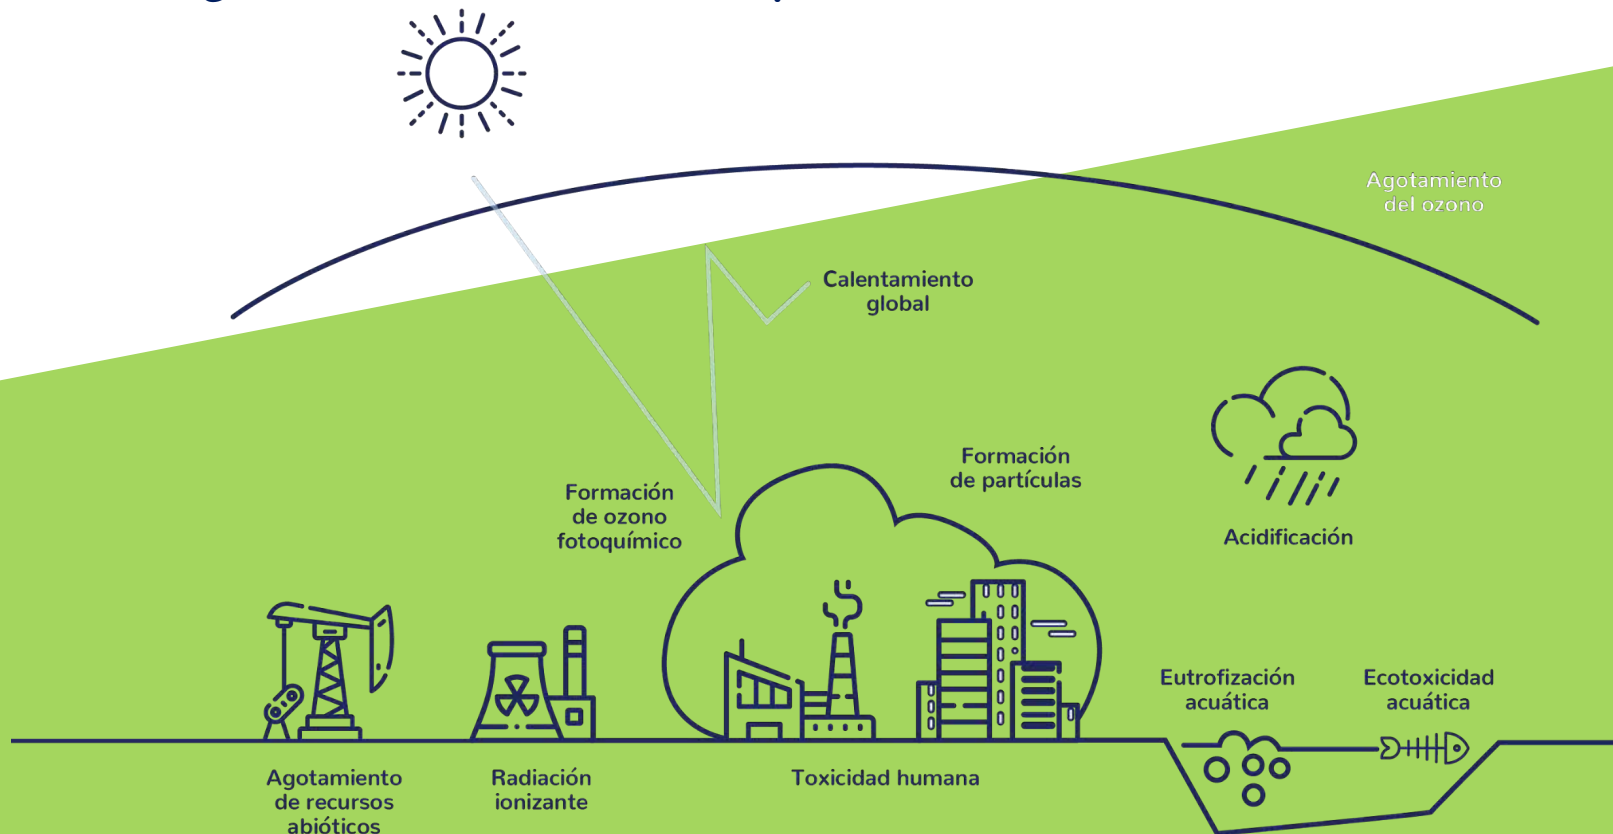 Agotamiento
del ozono
Calentamiento
global
Formación
de partículas
Formación
de ozono
fotoquímico
Acidificación
Eutrofización
acuática
Ecotoxicidad
acuática
Agotamiento
de recursos
abióticos
Radiación
ionizante
Toxicidad humana